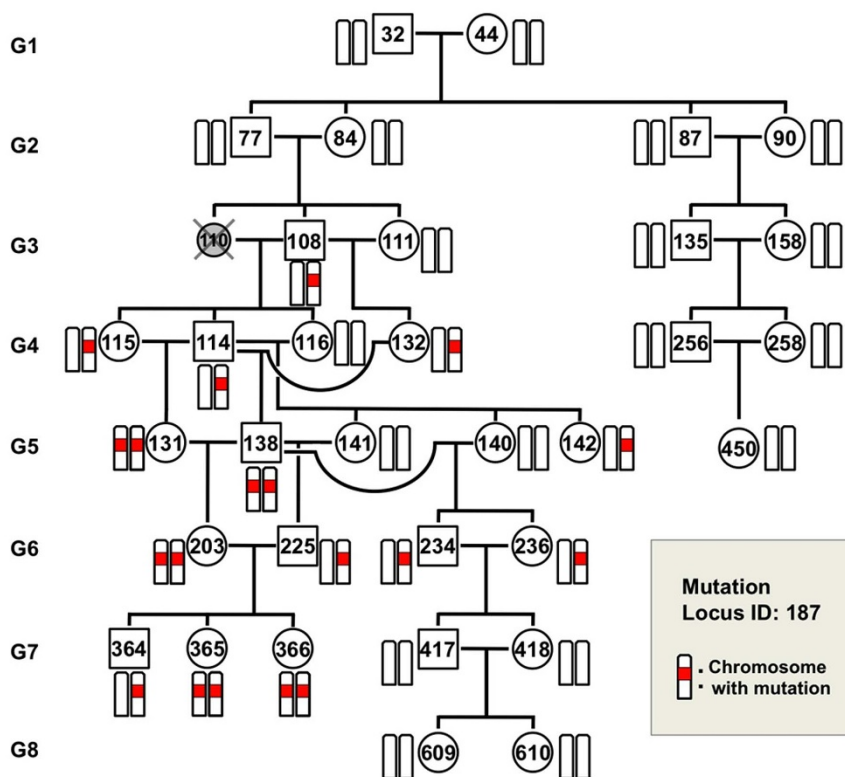 G1 32 44
G2 77 84 87 90
G3 110 108 111 135 158
G4 115 114 116 132 256 258
G5 131 138 141 140 142 450
G6 203 225 234 236
Mutation
Locus ID: 187
. Chromosome
. with mutation
G7 364 365 366 417 418
G8 609 610